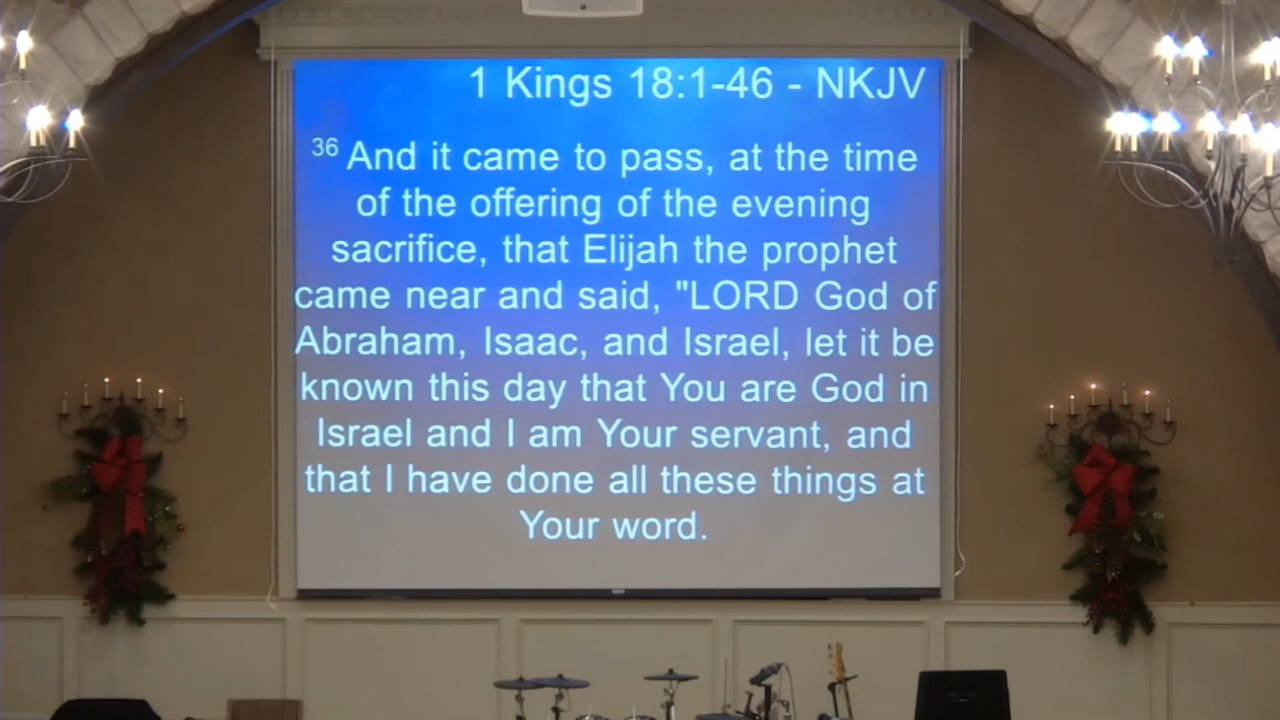 1 Kings 18:1-46 - NKJV
36 And it came to pass, at the time
of the offering of the evening
sacrifice, that Elijah the prophet
came near and said, "LORD God of
Abraham, Isaac, and Israel, let it be
known this day that You are God in
Israel and I am Your servant, and
that I have done all these things at
Your word.